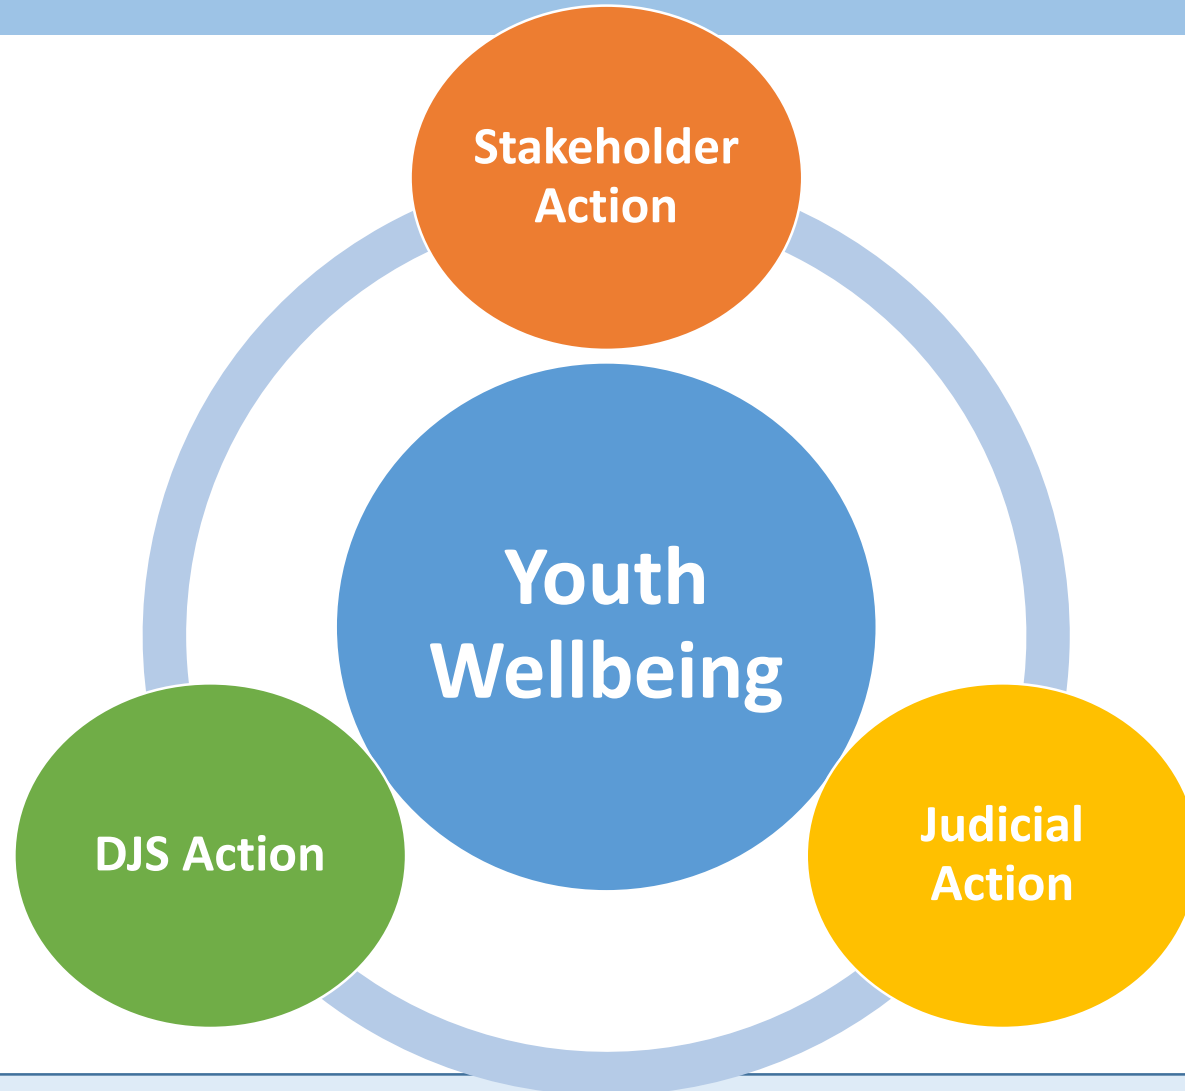 Stakeholder
Action
Youth
Wellbeing
DJS Action
Judicial
Action